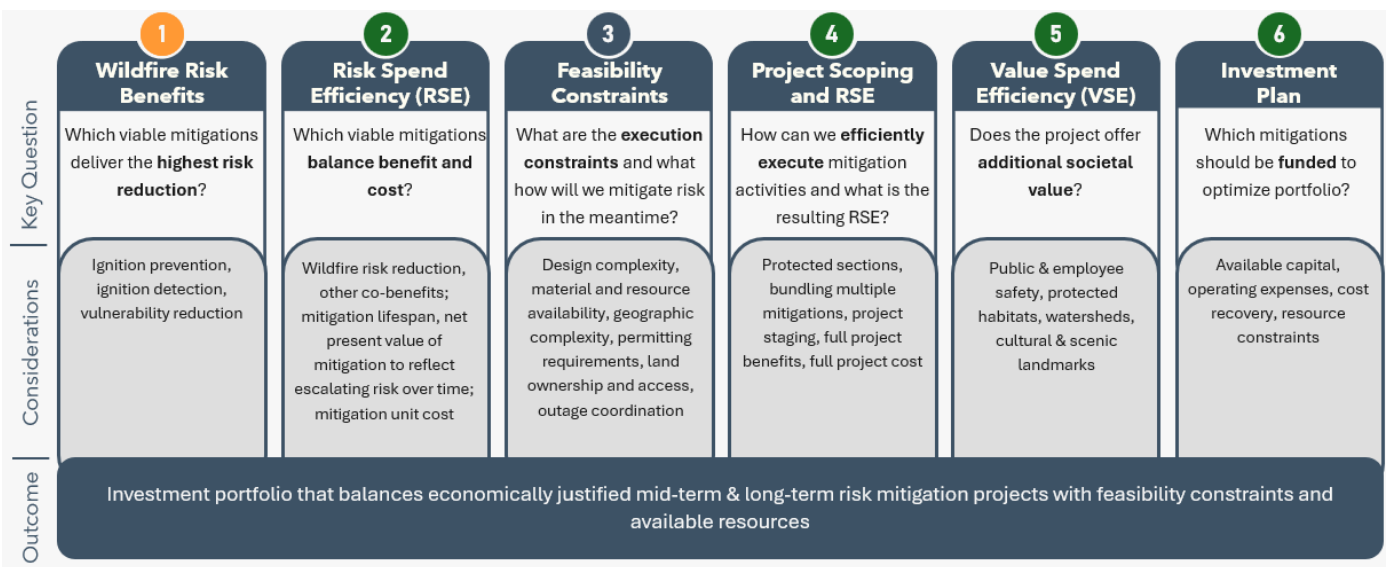 1
Wildfire Risk
Benefits
Key Question
Which viable mitigations
deliver the highest risk
reduction?
Considerations
Ignition prevention,
ignition detection,
vulnerability reduction
2
Risk Spend
Efficiency (RSE)
Which viable mitigations
balance benefit and
cost?
Wildfire risk reduction,
other co-benefits;
mitigation lifespan, net
present value of
mitigation to reflect
escalating risk over time;
mitigation unit cost
3
Feasibility
Constraints
What are the execution
constraints and what
how will we mitigate risk
in the meantime?
Design complexity,
material and resource
availability, geographic
complexity, permitting
requirements, land
ownership and access,
outage coordination
4
Project Scoping
and RSE
How can we efficiently
execute mitigation
activities and what is the
resulting RSE?
Protected sections,
bundling multiple
mitigations, project
staging, full project
benefits, full project cost
5
Value Spend
Efficiency (VSE)
Does the project offer
additional societal
value?
Public & employee
safety, protected
habitats, watersheds,
cultural & scenic
landmarks
6
Investment
Plan
Which mitigations
should be funded to
optimize portfolio?
Available capital,
operating expenses, cost
recovery, resource
constraints
Outcome
Investment portfolio that balances economically justified mid-term & long-term risk mitigation projects with feasibility constraints and
available resources